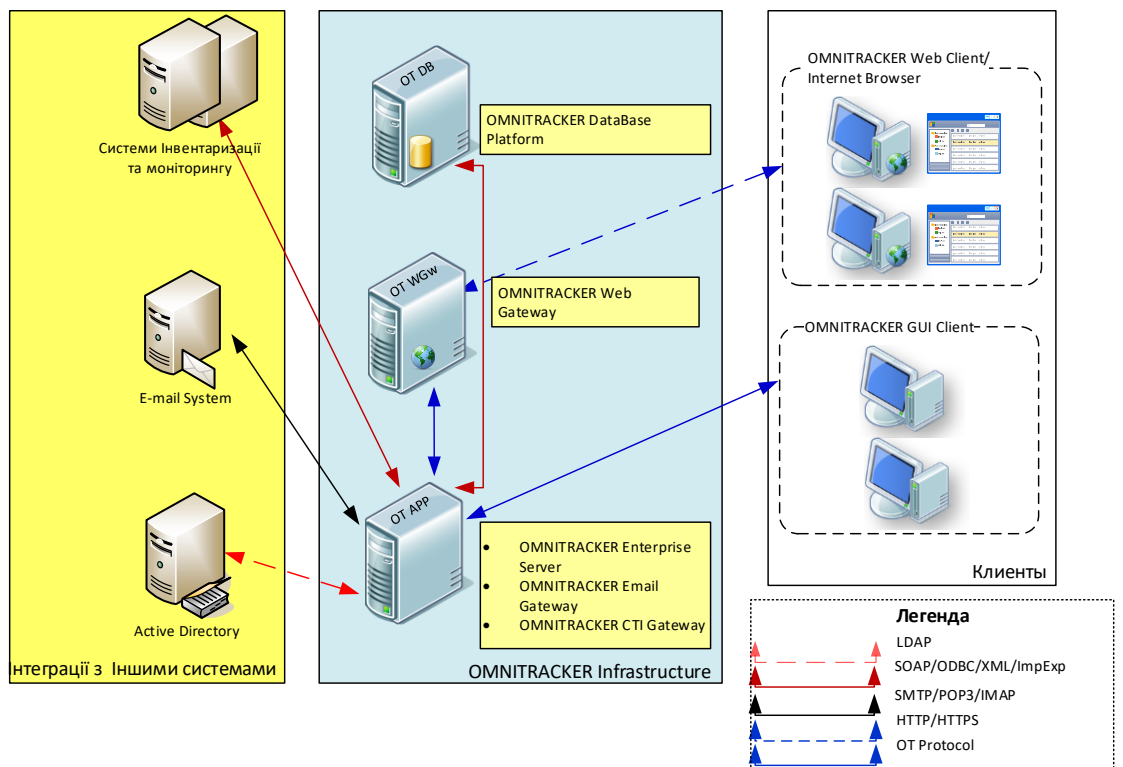 Системи Інвентаризації
та моніторингу
E-mail System
Active Directory
Інтеграції з Іншими системами
OT DB
OMNITRACKER DataBase
Platform
OT WGw
OMNITRACKER Web
Gateway
OT APP
• OMNITRACKER Enterprise
Server
• OMNITRACKER Email
Gateway
• OMNITRACKER CTI Gateway
OMNITRACKER Infrastructure
OMNITRACKER Web Client/
Internet Browser
OMNITRACKER GUI Client
Клиенты
Легенда
LDAP
SOAP/ODBC/XML/ImpExp
SMTP/POP3/IMAP
HTTP/HTTPS
OT Protocol